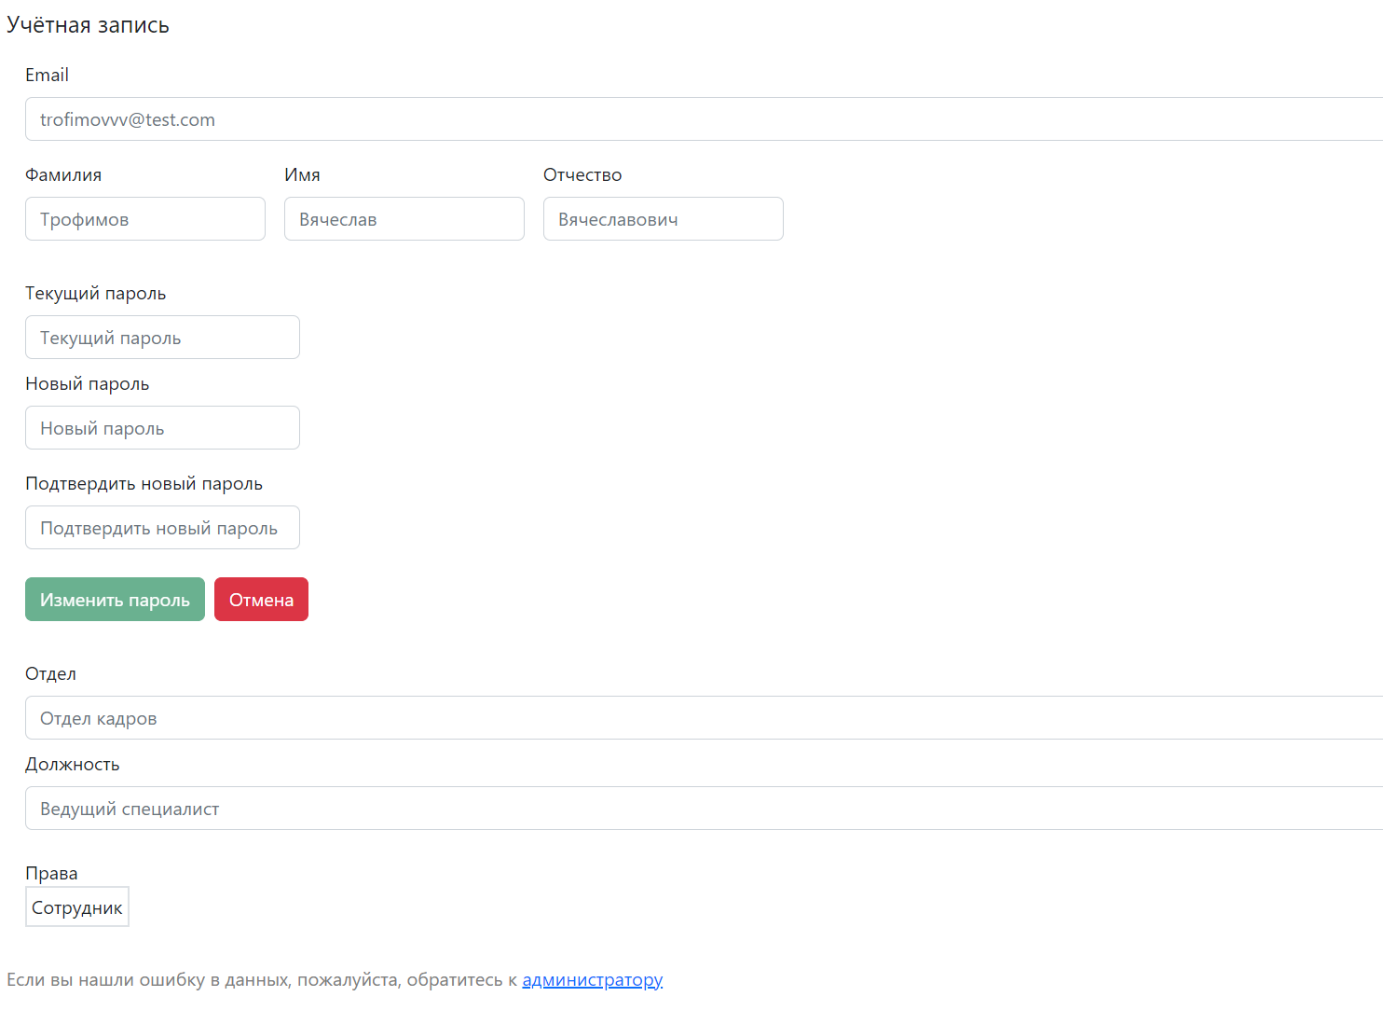 Учётная запись
Email
trofimovvv@test.com
Фамилия Имя Отчество
Трофимов Вячеслав Вячеславович
Текущий пароль
Текущий пароль
Новый пароль
Новый пароль
Подтвердить новый пароль
Подтвердить новый пароль
Изменить пароль Отмена
Отдел
Отдел кадров
Должность
Ведущий специалист
Права
Сотрудник
Если вы нашли ошибку в данных, пожалуйста, обратитесь к администратору